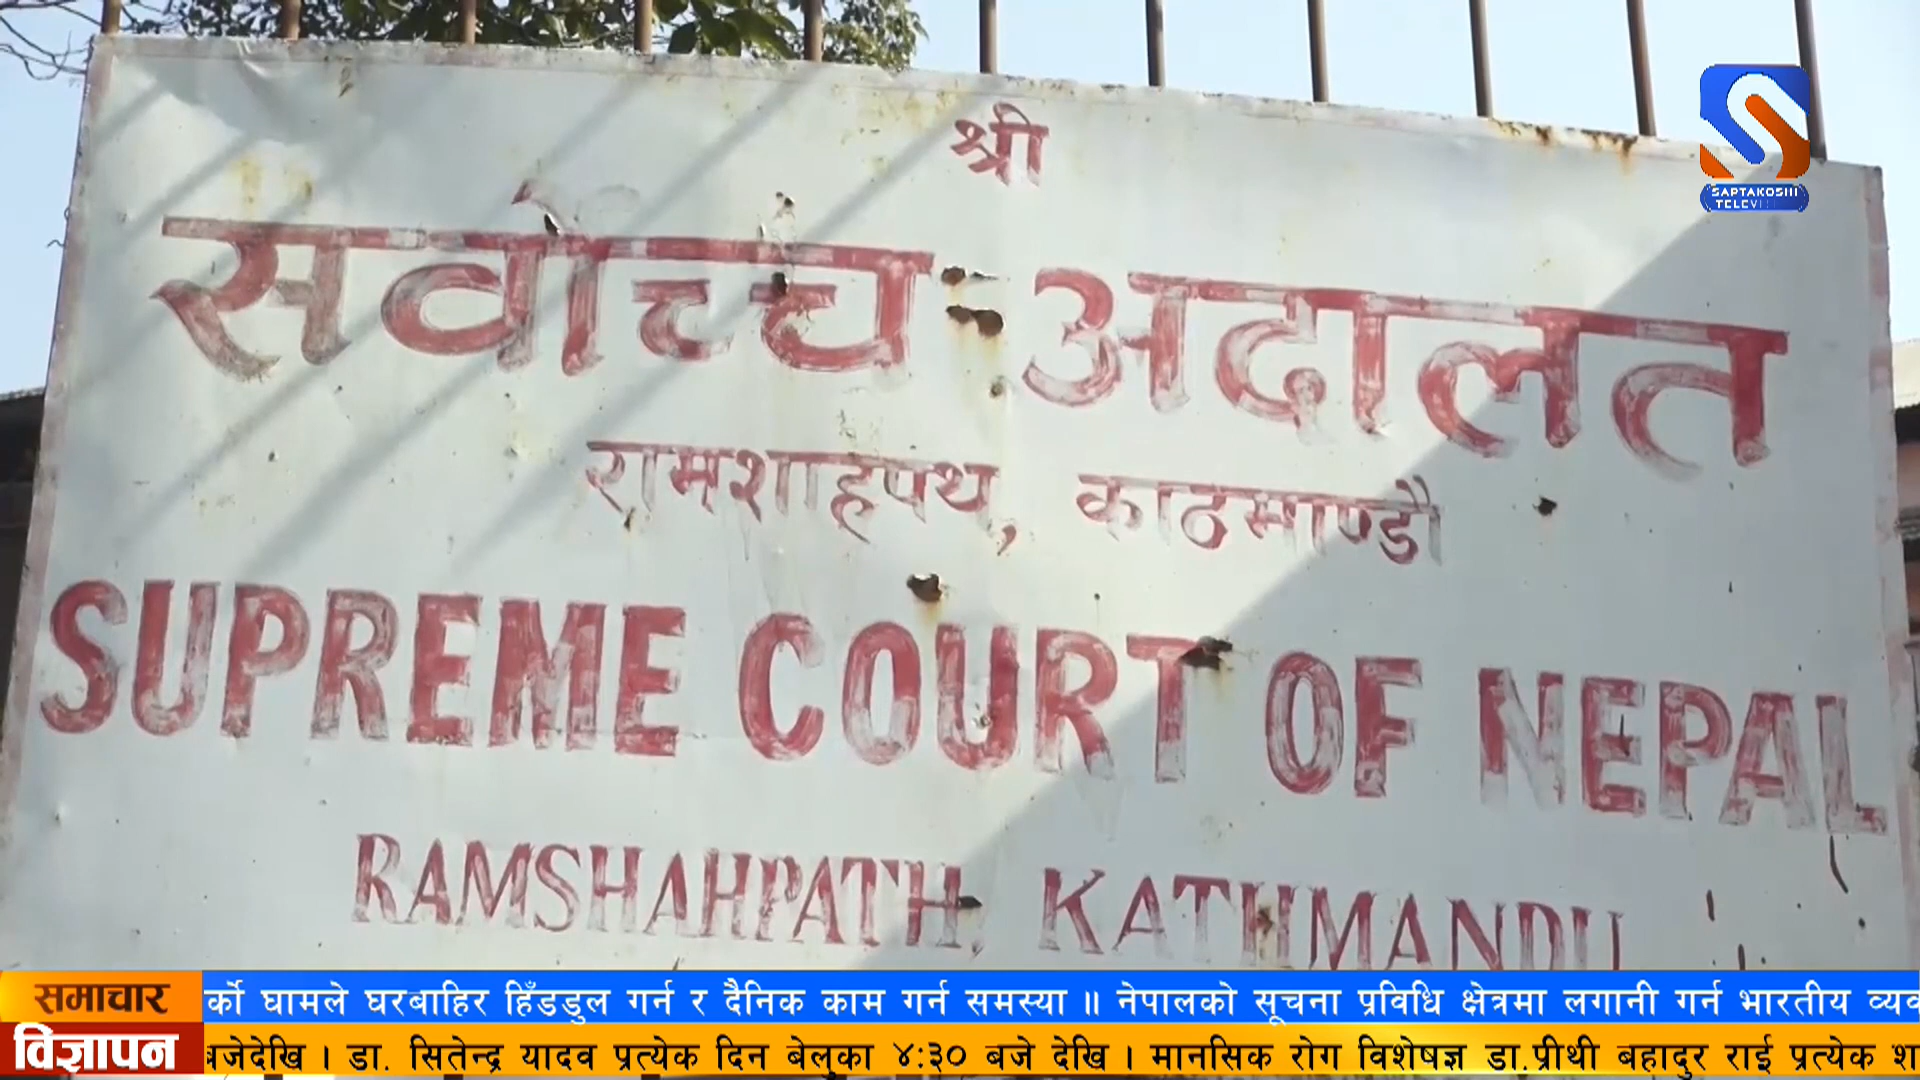 श्री
सर्वोच्च अदालत
रामशाहपथ, काठमाण्डौ
SUPREME COURT OF NEPAL
RAMSHAHPATH, KATHMANDU
SAPTAKOSHI
समाचार
र्को घामले घरबाहिर हिँडडुल गर्न र दैनिक काम गर्न समस्या ॥ नेपालको सूचना प्रविधि क्षेत्रमा लगानी गर्न भारतीय
विज्ञापन
बजेदेखि । डा. सितेन्द्र यादव प्रत्येक दिन बेलुका ४:३० बजे देखि । मानसिक रोग विशेषज्ञ डा.प्रीथी बहादुर राई प्रत्येक